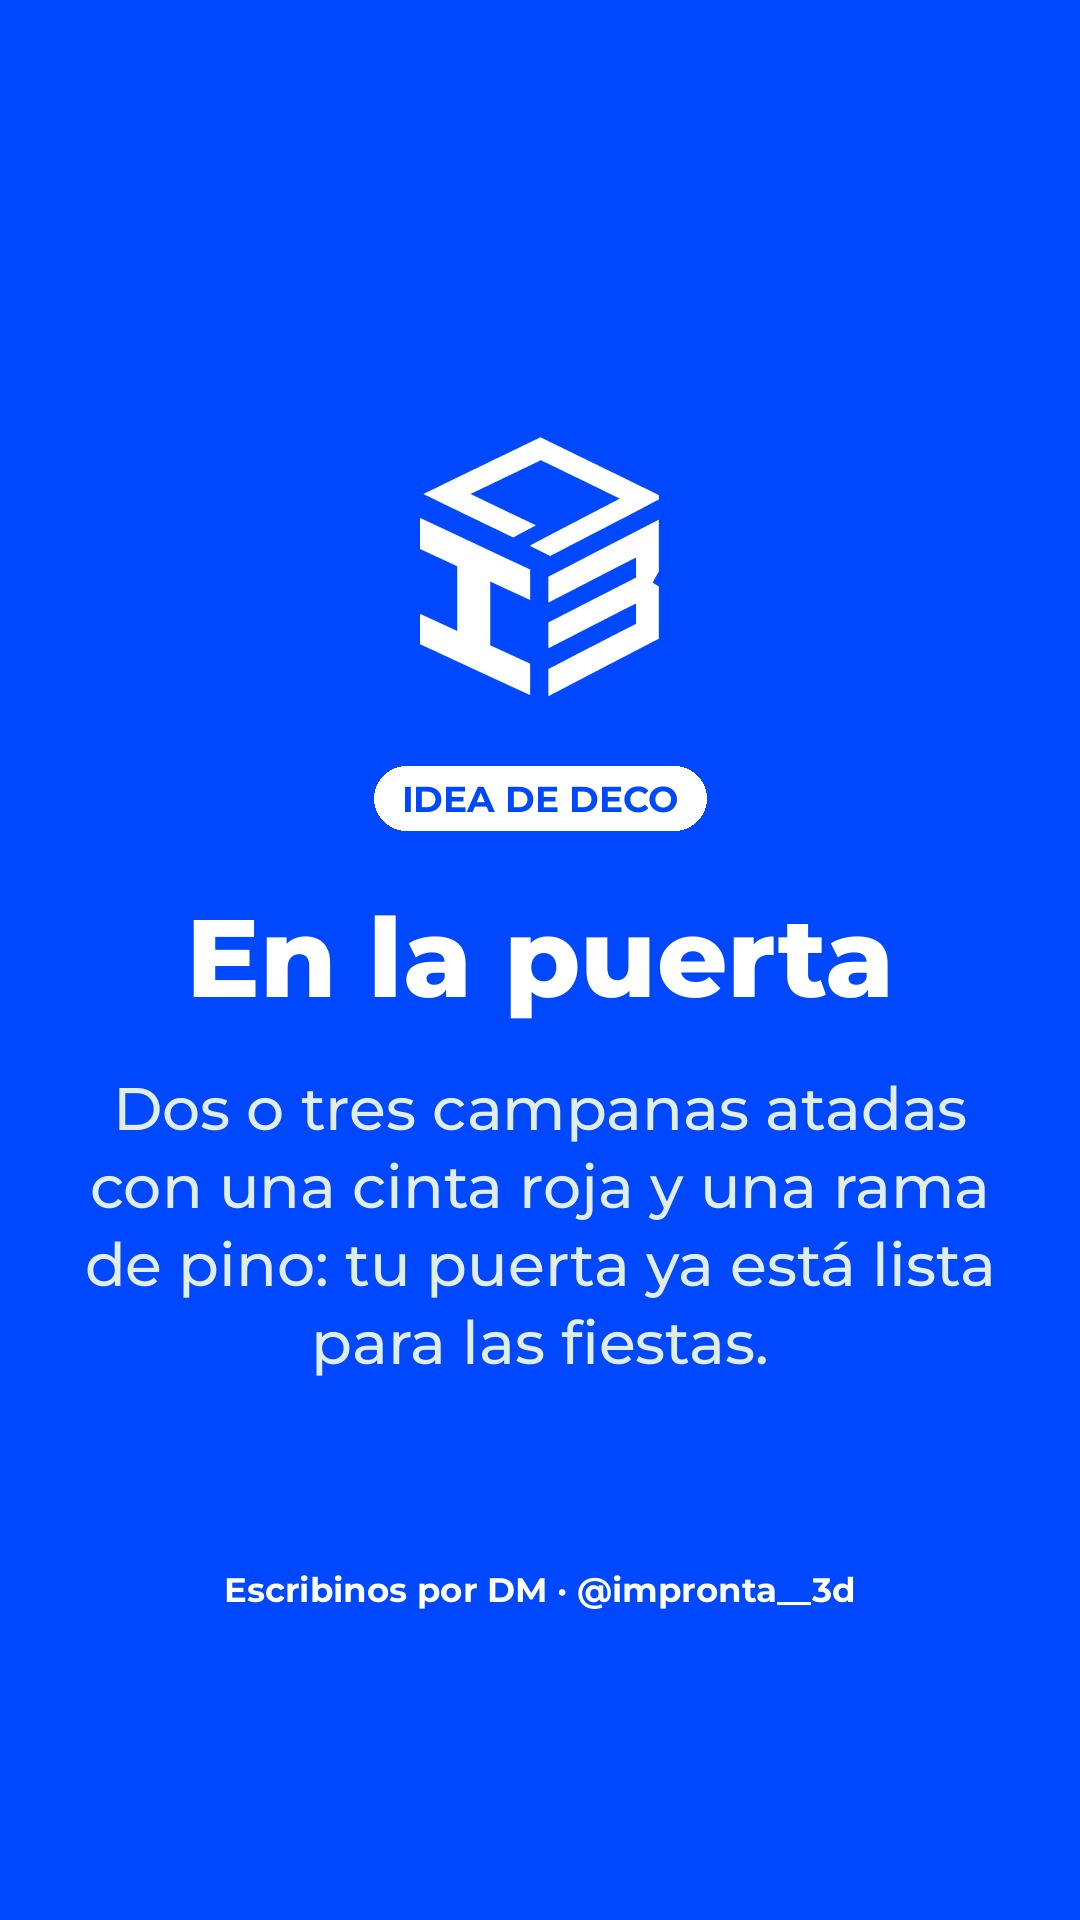 IDEA DE DECO
En la puerta
Dos o tres campanas atadas
con una cinta roja y una rama
de pino: tu puerta ya está lista
para las fiestas.
Escribinos por DM · @impronta__3d